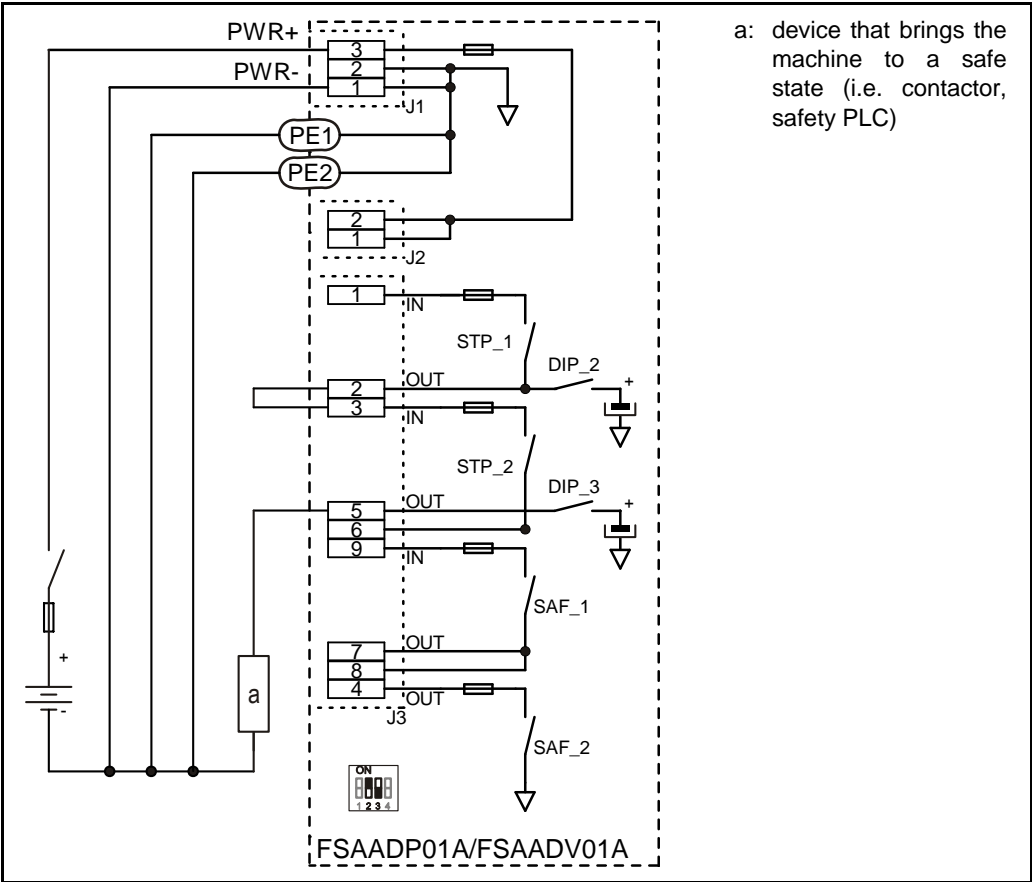 PWR+
PWR-
3
2
1
J1
PE1
PE2
2
1
J2
1
IN
STP_1
DIP_2
+
OUT
2
3
IN
STP_2
DIP_3
+
OUT
5
6
9
IN
SAF_1
OUT
7
8
4
OUT
J3
SAF_2
+
-
a
ON
1 2 3 4
FSAADP01A/FSAADV01A
a: device that brings the
machine to a safe
state (i.e. contactor,
safety PLC)